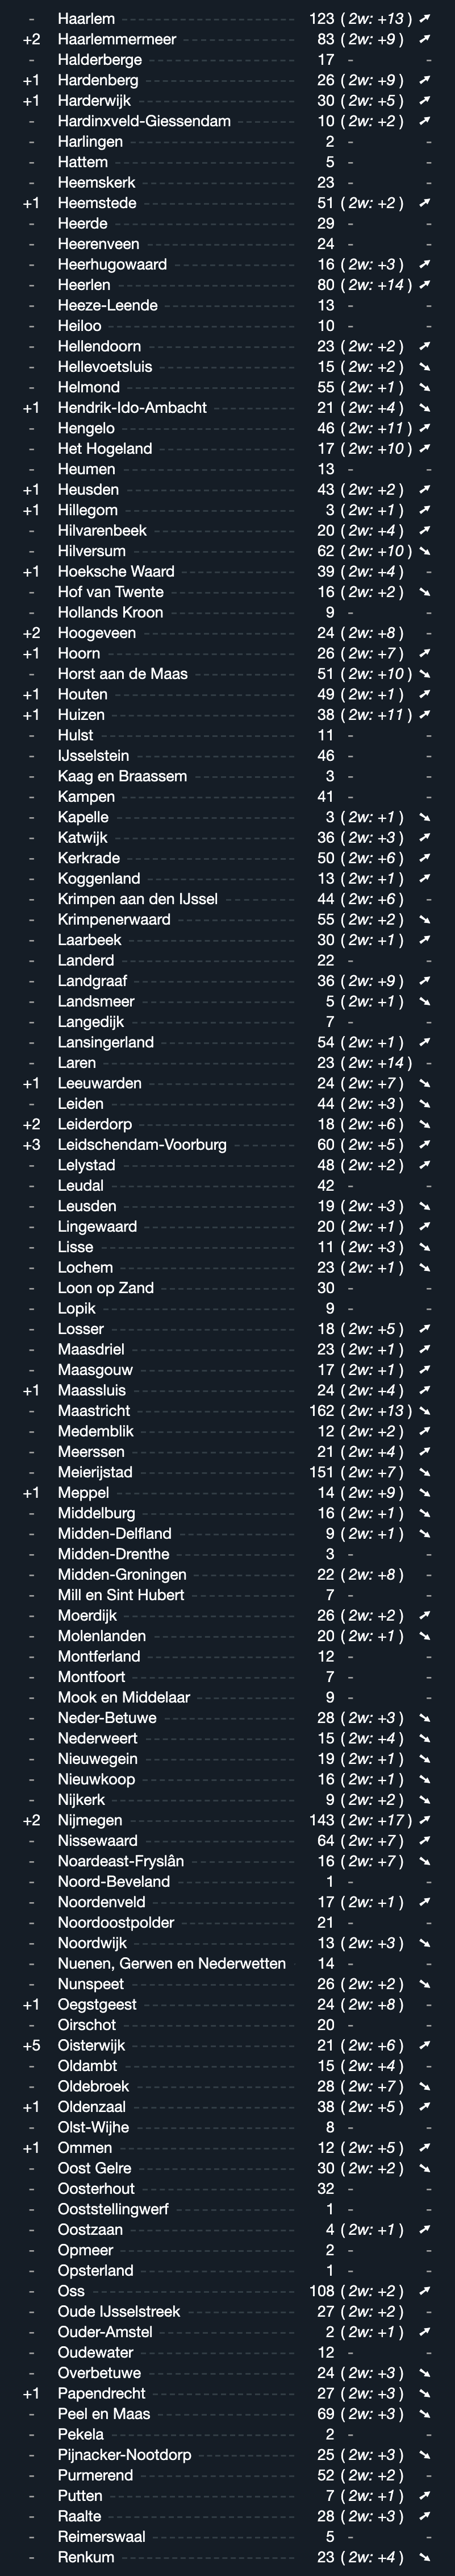 - Haarlem 123 ( 2w: +13 ) ➚
+2 Haarlemmermeer 83 ( 2w: +9 ) ➚
- Halderberge 17 - -
+1 Hardenberg 26 ( 2w: +9 ) ➚
+1 Harderwijk 30 ( 2w: +5 ) ➚
- Hardinxveld-Giessendam 10 ( 2w: +2 ) ➚
- Harlingen 2 - -
- Hattem 5 - -
- Heemskerk 23 - -
+1 Heemstede 51 ( 2w: +2 ) ➚
- Heerde 29 - -
- Heerenveen 24 - -
- Heerhugowaard 16 ( 2w: +3 ) ➚
- Heerlen 80 ( 2w: +14 ) ➚
- Heeze-Leende 13 - -
- Heiloo 10 - -
- Hellendoorn 23 ( 2w: +2 ) ➚
- Hellevoetsluis 15 ( 2w: +2 ) ➘
- Helmond 55 ( 2w: +1 ) ➘
+1 Hendrik-Ido-Ambacht 21 ( 2w: +4 ) ➘
- Hengelo 46 ( 2w: +11 ) ➚
- Het Hogeland 17 ( 2w: +10 ) ➚
- Heumen 13 - -
+1 Heusden 43 ( 2w: +2 ) ➚
+1 Hillegom 3 ( 2w: +1 ) ➚
- Hilvarenbeek 20 ( 2w: +4 ) ➚
- Hilversum 62 ( 2w: +10 ) ➘
+1 Hoeksche Waard 39 ( 2w: +4 ) -
- Hof van Twente 16 ( 2w: +2 ) ➘
- Hollands Kroon 9 - -
+2 Hoogeveen 24 ( 2w: +8 ) -
+1 Hoorn 26 ( 2w: +7 ) ➚
- Horst aan de Maas 51 ( 2w: +10 ) ➘
+1 Houten 49 ( 2w: +1 ) ➚
+1 Huizen 38 ( 2w: +11 ) ➚
- Hulst 11 - -
- IJsselstein 46 - -
- Kaag en Braassem 3 - -
- Kampen 41 - -
- Kapelle 3 ( 2w: +1 ) ➘
- Katwijk 36 ( 2w: +3 ) ➚
- Kerkrade 50 ( 2w: +6 ) ➚
- Koggenland 13 ( 2w: +1 ) ➚
- Krimpen aan den IJssel 44 ( 2w: +6 ) -
- Krimpenerwaard 55 ( 2w: +2 ) ➘
- Laarbeek 30 ( 2w: +1 ) ➚
- Landerd 22 - -
- Landgraaf 36 ( 2w: +9 ) ➚
- Landsmeer 5 ( 2w: +1 ) ➘
- Langedijk 7 - -
- Lansingerland 54 ( 2w: +1 ) ➚
- Laren 23 ( 2w: +14 ) -
+1 Leeuwarden 24 ( 2w: +7 ) ➘
- Leiden 44 ( 2w: +3 ) ➘
+2 Leiderdorp 18 ( 2w: +6 ) ➘
+3 Leidschendam-Voorburg 60 ( 2w: +5 ) ➚
- Lelystad 48 ( 2w: +2 ) ➚
- Leudal 42 - -
- Leusden 19 ( 2w: +3 ) ➘
- Lingewaard 20 ( 2w: +1 ) ➚
- Lisse 11 ( 2w: +3 ) ➘
- Lochem 23 ( 2w: +1 ) ➘
- Loon op Zand 30 - -
- Lopik 9 - -
- Losser 18 ( 2w: +5 ) ➚
- Maasdriel 23 ( 2w: +1 ) ➚
- Maasgouw 17 ( 2w: +1 ) ➚
+1 Maassluis 24 ( 2w: +4 ) ➚
- Maastricht 162 ( 2w: +13 ) ➘
- Medemblik 12 ( 2w: +2 ) ➚
- Meerssen 21 ( 2w: +4 ) ➚
- Meierijstad 151 ( 2w: +7 ) ➘
+1 Meppel 14 ( 2w: +9 ) ➘
- Middelburg 16 ( 2w: +1 ) ➘
- Midden-Delfland 9 ( 2w: +1 ) ➘
- Midden-Drenthe 3 - -
- Midden-Groningen 22 ( 2w: +8 ) -
- Mill en Sint Hubert 7 - -
- Moerdijk 26 ( 2w: +2 ) ➚
- Molenlanden 20 ( 2w: +1 ) ➘
- Montferland 12 - -
- Montfoort 7 - -
- Mook en Middelaar 9 - -
- Neder-Betuwe 28 ( 2w: +3 ) ➘
- Nederweert 15 ( 2w: +4 ) ➘
- Nieuwegein 19 ( 2w: +1 ) ➘
- Nieuwkoop 16 ( 2w: +1 ) ➘
- Nijkerk 9 ( 2w: +2 ) ➘
+2 Nijmegen 143 ( 2w: +17 ) ➚
- Nissewaard 64 ( 2w: +7 ) ➚
- Noardeast-Fryslân 16 ( 2w: +7 ) ➘
- Noord-Beveland 1 - -
- Noordenveld 17 ( 2w: +1 ) ➚
- Noordoostpolder 21 - -
- Noordwijk 13 ( 2w: +3 ) ➘
- Nuenen, Gerwen en Nederwetten 14 - -
- Nunspeet 26 ( 2w: +2 ) ➘
+1 Oegstgeest 24 ( 2w: +8 ) -
- Oirschot 20 - -
+5 Oisterwijk 21 ( 2w: +6 ) ➚
- Oldambt 15 ( 2w: +4 ) -
- Oldebroek 28 ( 2w: +7 ) ➘
+1 Oldenzaal 38 ( 2w: +5 ) ➚
- Olst-Wijhe 8 - -
+1 Ommen 12 ( 2w: +5 ) ➚
- Oost Gelre 30 ( 2w: +2 ) ➘
- Oosterhout 32 - -
- Ooststellingwerf 1 - -
- Oostzaan 4 ( 2w: +1 ) ➚
- Opmeer 2 - -
- Opsterland 1 - -
- Oss 108 ( 2w: +2 ) ➚
- Oude IJsselstreek 27 ( 2w: +2 ) -
- Ouder-Amstel 2 ( 2w: +1 ) ➚
- Oudewater 12 - -
- Overbetuwe 24 ( 2w: +3 ) ➘
+1 Papendrecht 27 ( 2w: +3 ) ➘
- Peel en Maas 69 ( 2w: +3 ) ➘
- Pekela 2 - -
- Pijnacker-Nootdorp 25 ( 2w: +3 ) ➘
- Purmerend 52 ( 2w: +2 ) -
- Putten 7 ( 2w: +1 ) ➚
- Raalte 28 ( 2w: +3 ) ➚
- Reimerswaal 5 - -
- Renkum 23 ( 2w: +4 ) ➘